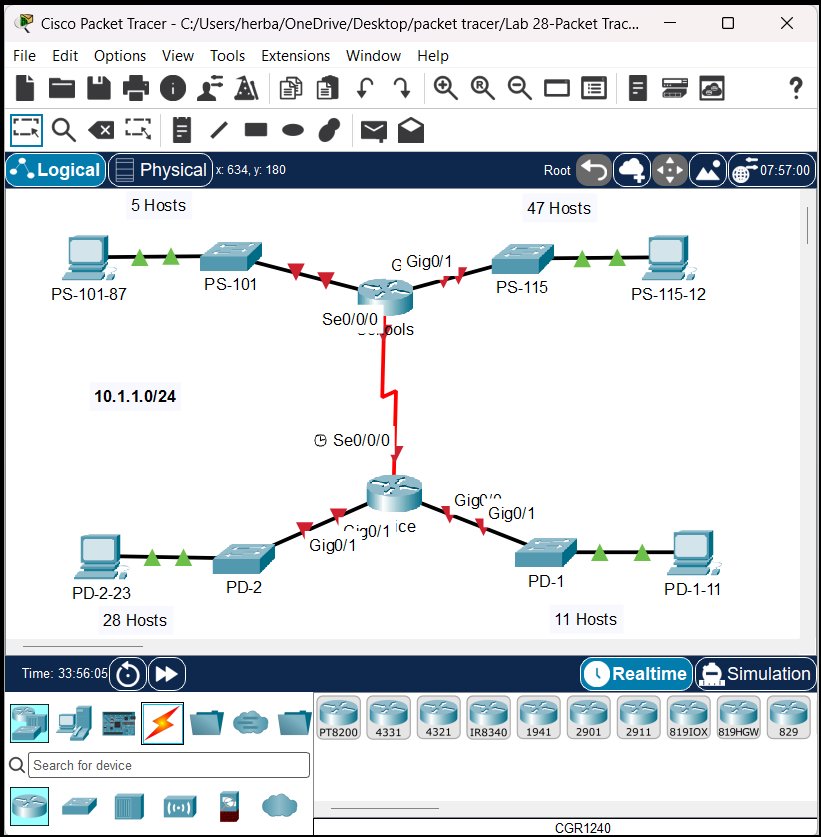 Cisco Packet Tracer - C:/Users/herba/OneDrive/Desktop/packet tracer/Lab 28-Packet Trac...
File Edit Options View Tools Extensions Window Help
Logical Physical x: 634, y: 180 Root 07:57:00
5 Hosts
47 Hosts
Gig0/1
PS-101
PS-115
PS-101-87
PS-115-12
Se0/0/0
10.1.1.0/24
Se0/0/0
Gig0/1
Gig0/1
Gig0/1
PD-2-23
PD-2
PD-1
PD-1-11
28 Hosts
11 Hosts
Time: 33:56:05 Realtime Simulation
PT8200 4331 4321 IR8340 1941 2901 2911 819IOX 819HGW 829
Search for device
CGR1240